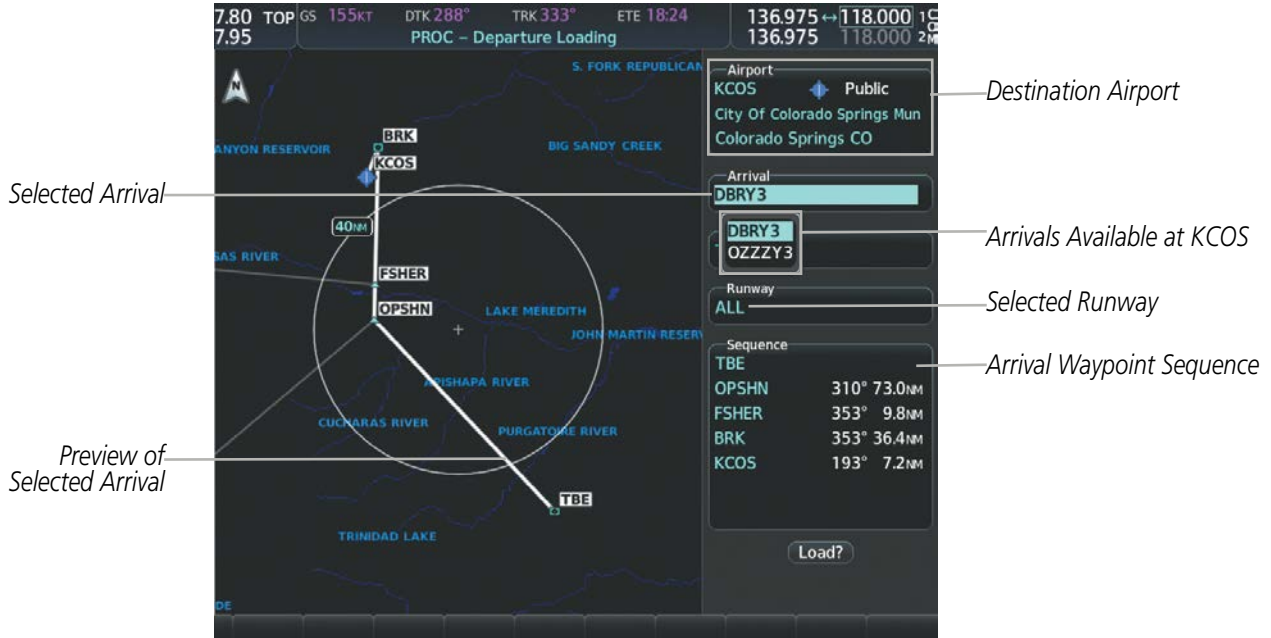 7.80 TOP GS 155KT DTK 288° TRK 333° ETE 18:24 136.975 ↔ 118.000
7.95 PROC – Departure Loading 136.975 118.000
N
S. FORK REPUBLICAN
BRK
ANYON RESERVOIR
BIG SANDY CREEK
KCOS
40NM
SAS RIVER
FSHER
OPSHN
LAKE MEREDITH
JOHN MARTIN RESERV
APISHAPA RIVER
CUCHARAS RIVER
PURGATOIRE RIVER
TBE
TRINIDAD LAKE
DE
Airport
KCOS Public
City Of Colorado Springs Mun
Colorado Springs CO
Arrival
DBRY3
DBRY3
OZZZY3
Runway
ALL
Sequence
TBE
OPSHN 310° 73.0NM
FSHER 353° 9.8NM
BRK 353° 36.4NM
KCOS 193° 7.2NM
Load?
Destination Airport
Selected Arrival
Arrivals Available at KCOS
Selected Runway
Arrival Waypoint Sequence
Preview of
Selected Arrival